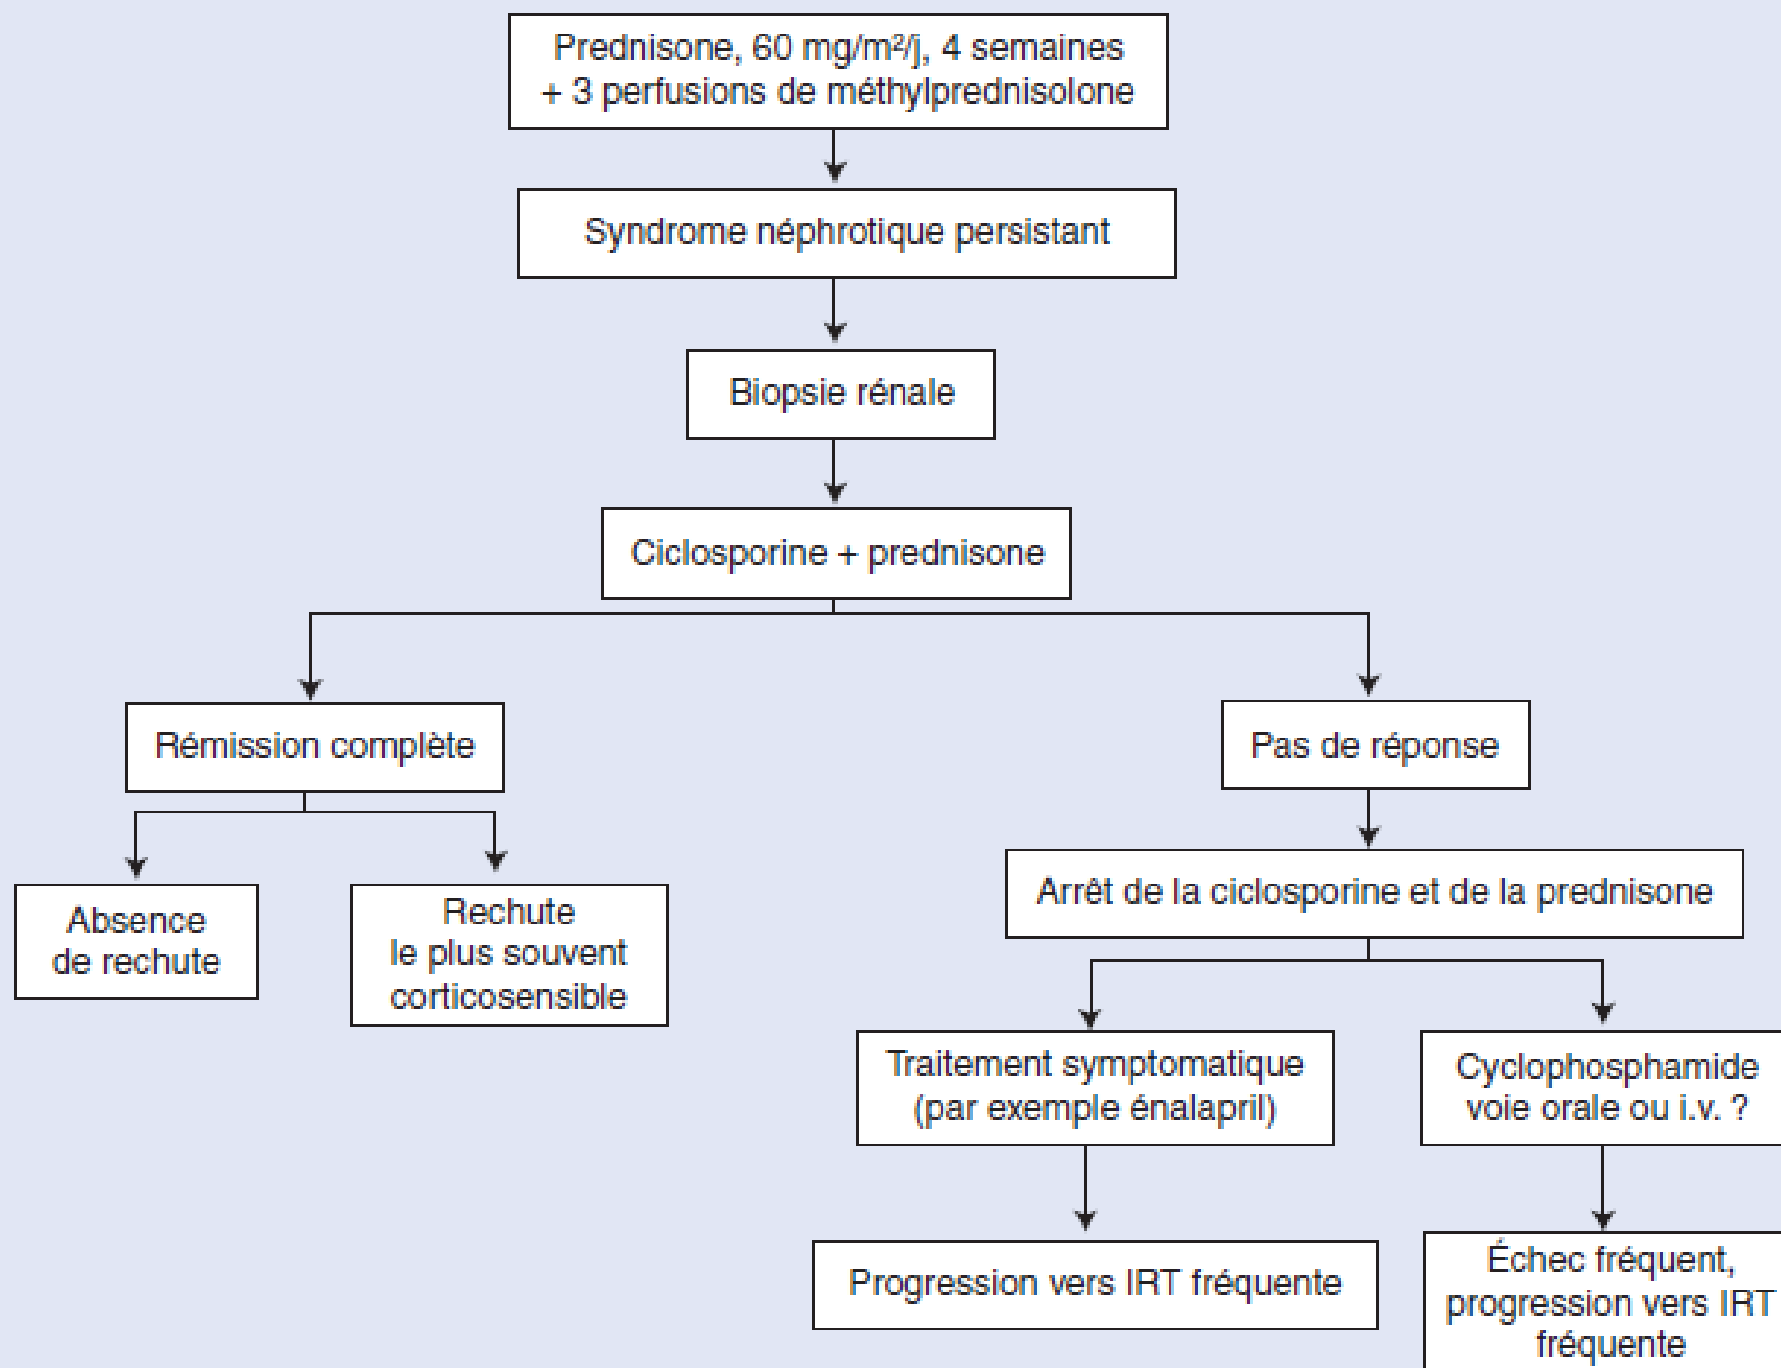 Prednisone, 60 mg/m²/j, 4 semaines
+ 3 perfusions de méthylprednisolone
Syndrome néphrotique persistant
Biopsie rénale
Ciclosporine + prednisone
Rémission complète
Pas de réponse
Absence
de rechute
Rechute
le plus souvent
corticosensible
Arrêt de la ciclosporine et de la prednisone
Traitement symptomatique
(par exemple énalapril)
Cyclophosphamide
voie orale ou i.v. ?
Progression vers IRT fréquente
Échec fréquent,
progression vers IRT
fréquente